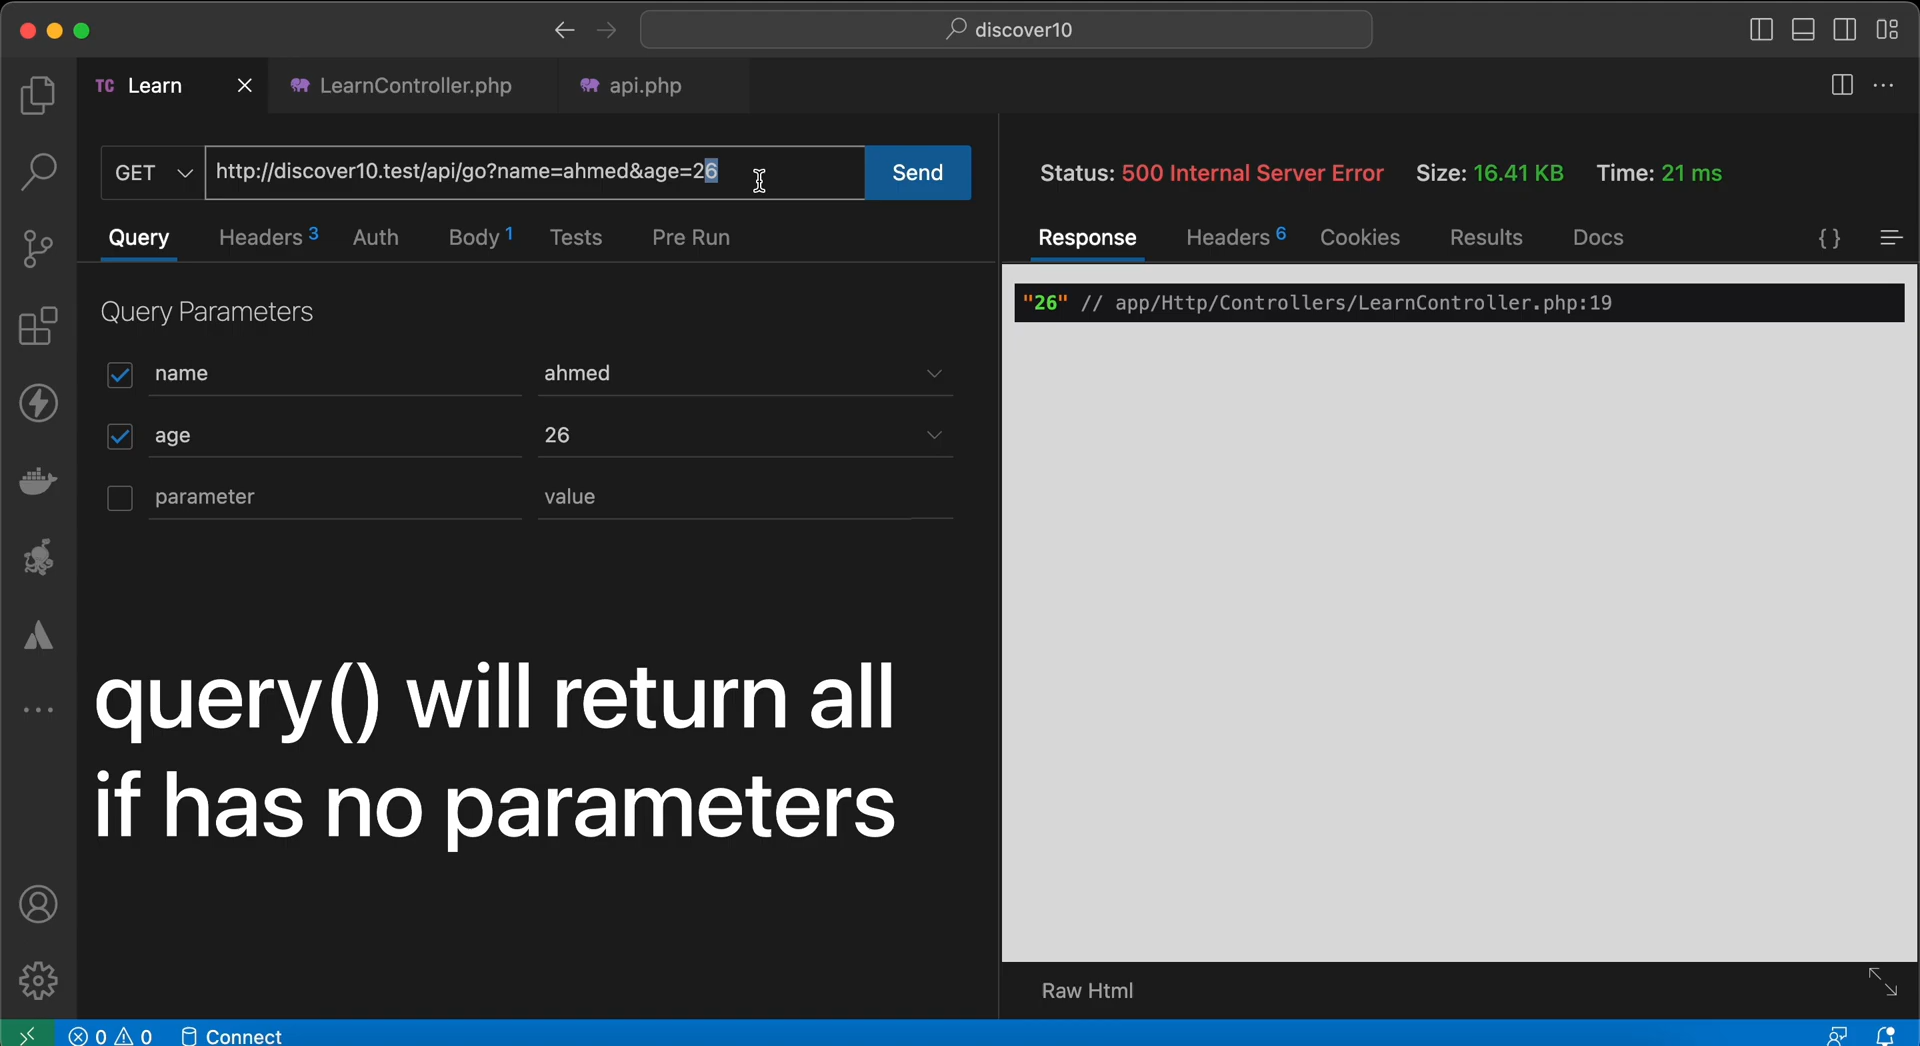 discover10
TC Learn
LearnController.php
api.php
GET
http://discover10.test/api/go?name=ahmed&age=26
Send
Query
Headers 3
Auth
Body 1
Tests
Pre Run
Query Parameters
name
ahmed
age
26
parameter
value
query() will return all
if has no parameters
Status: 500 Internal Server Error
Size: 16.41 KB
Time: 21 ms
Response
Headers 6
Cookies
Results
Docs
{ }
"26" // app/Http/Controllers/LearnController.php:19
Raw Html
0
0
Connect